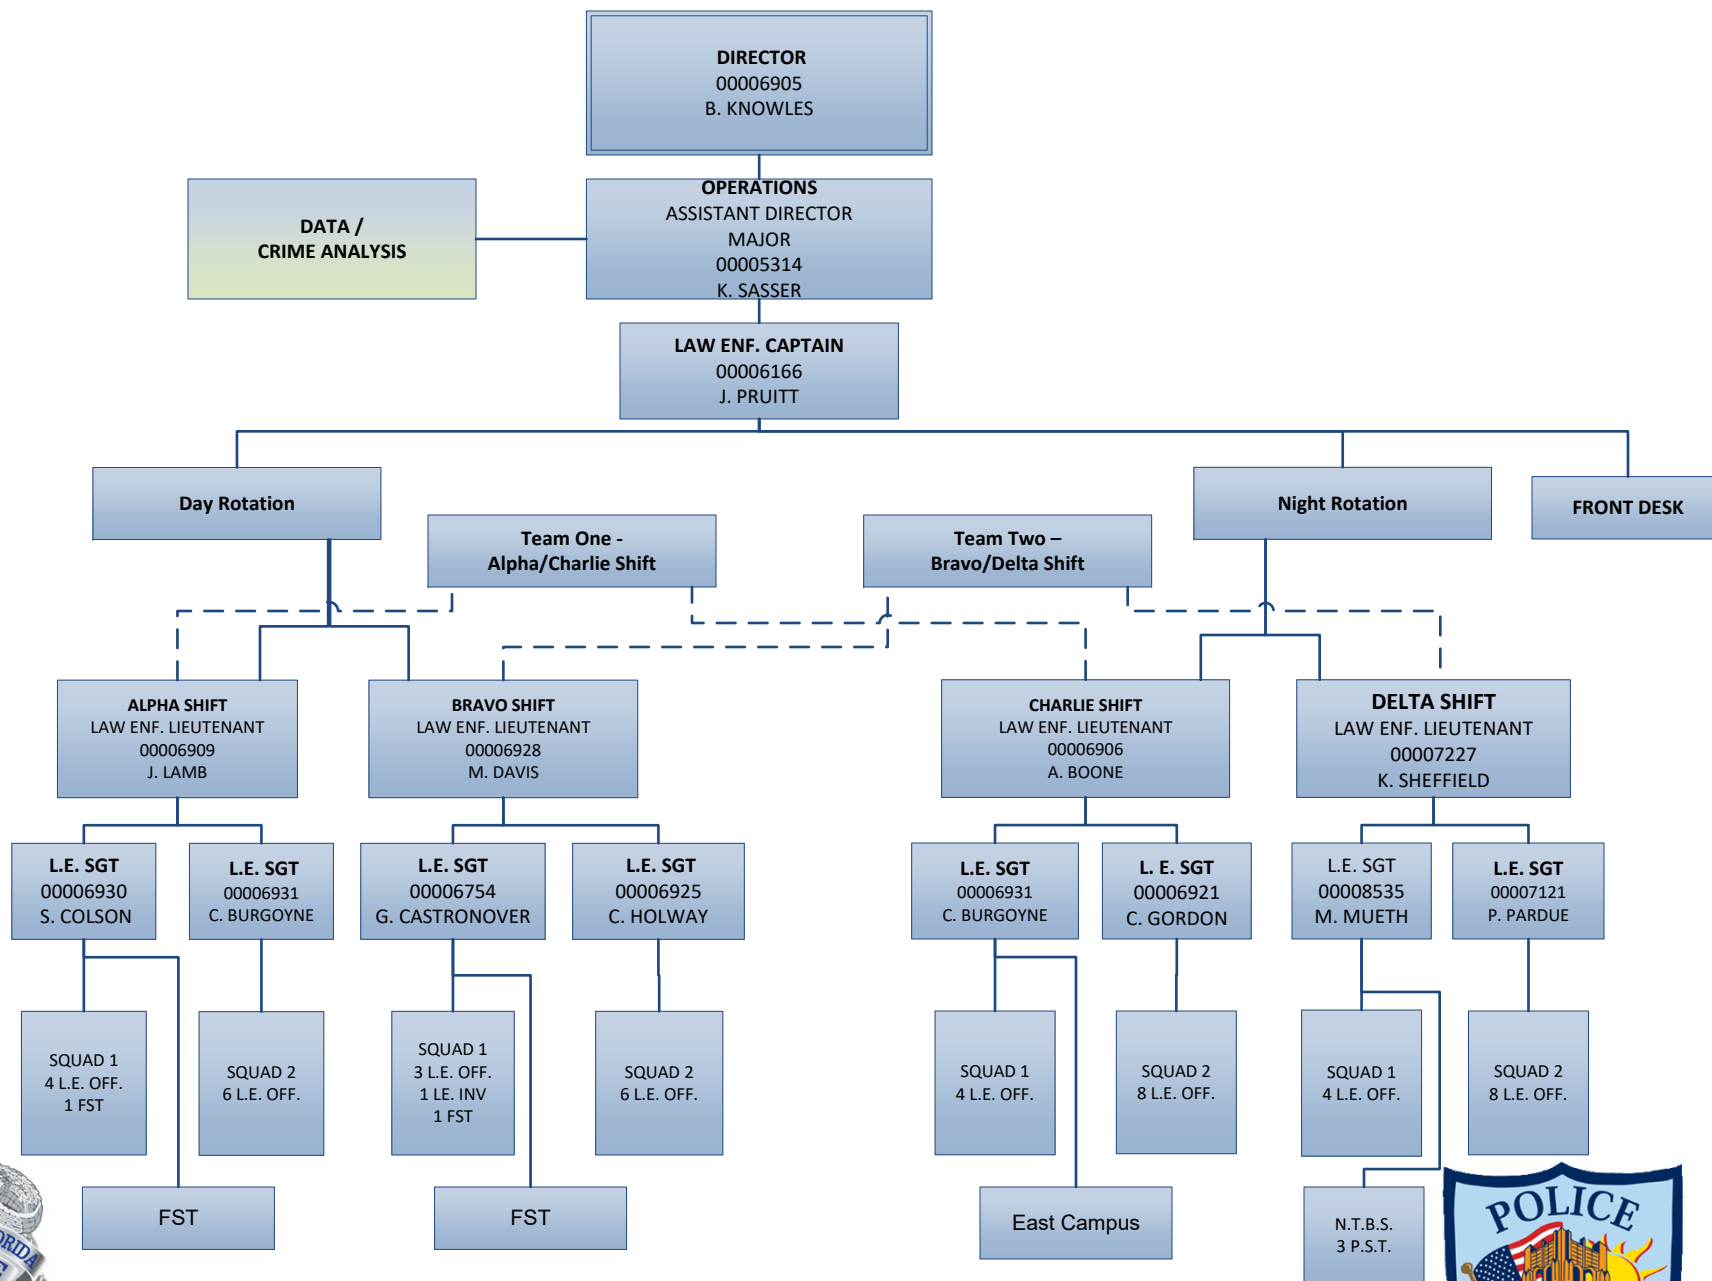 DIRECTOR
00006905
B. KNOWLES
DATA /
CRIME ANALYSIS
OPERATIONS
ASSISTANT DIRECTOR
MAJOR
00005314
K. SASSER
LAW ENF. CAPTAIN
00006166
J. PRUITT
Day Rotation
Team One -
Alpha/Charlie Shift
Team Two –
Bravo/Delta Shift
Night Rotation
FRONT DESK
ALPHA SHIFT
LAW ENF. LIEUTENANT
00006909
J. LAMB
BRAVO SHIFT
LAW ENF. LIEUTENANT
00006928
M. DAVIS
CHARLIE SHIFT
LAW ENF. LIEUTENANT
00006906
A. BOONE
DELTA SHIFT
LAW ENF. LIEUTENANT
00007227
K. SHEFFIELD
L.E. SGT
00006930
S. COLSON
L.E. SGT
00006931
C. BURGOYNE
L.E. SGT
00006754
G. CASTRONOVER
L.E. SGT
00006925
C. HOLWAY
L.E. SGT
00006931
C. BURGOYNE
L. E. SGT
00006921
C. GORDON
L.E. SGT
00008535
M. MUETH
L.E. SGT
00007121
P. PARDUE
SQUAD 1
4 L.E. OFF.
1 FST
SQUAD 2
6 L.E. OFF.
SQUAD 1
3 L.E. OFF.
1 LE. INV
1 FST
SQUAD 2
6 L.E. OFF.
SQUAD 1
4 L.E. OFF.
SQUAD 2
8 L.E. OFF.
SQUAD 1
4 L.E. OFF.
SQUAD 2
8 L.E. OFF.
FST
FST
East Campus
N.T.B.S.
3 P.S.T.
POLICE